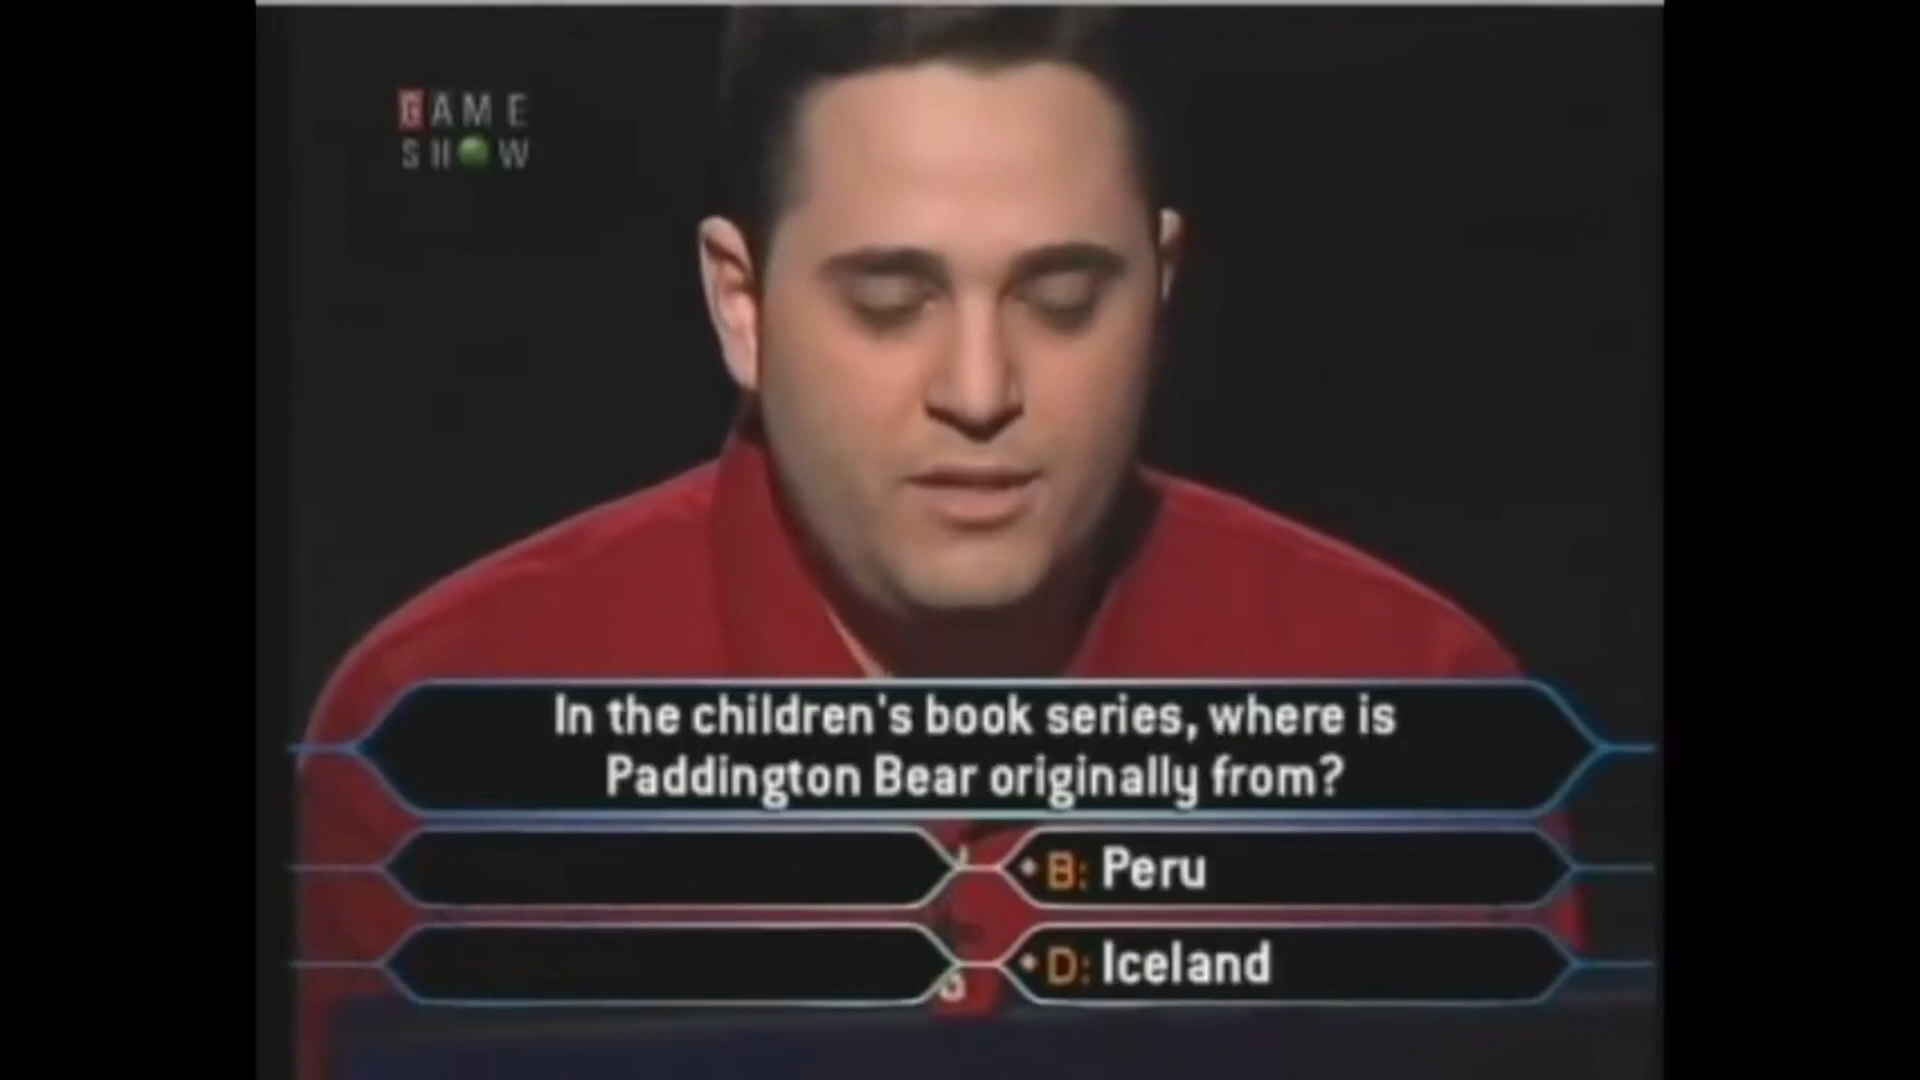 GAME
SHOW
In the children's book series, where is
Paddington Bear originally from?
B: Peru
D: Iceland